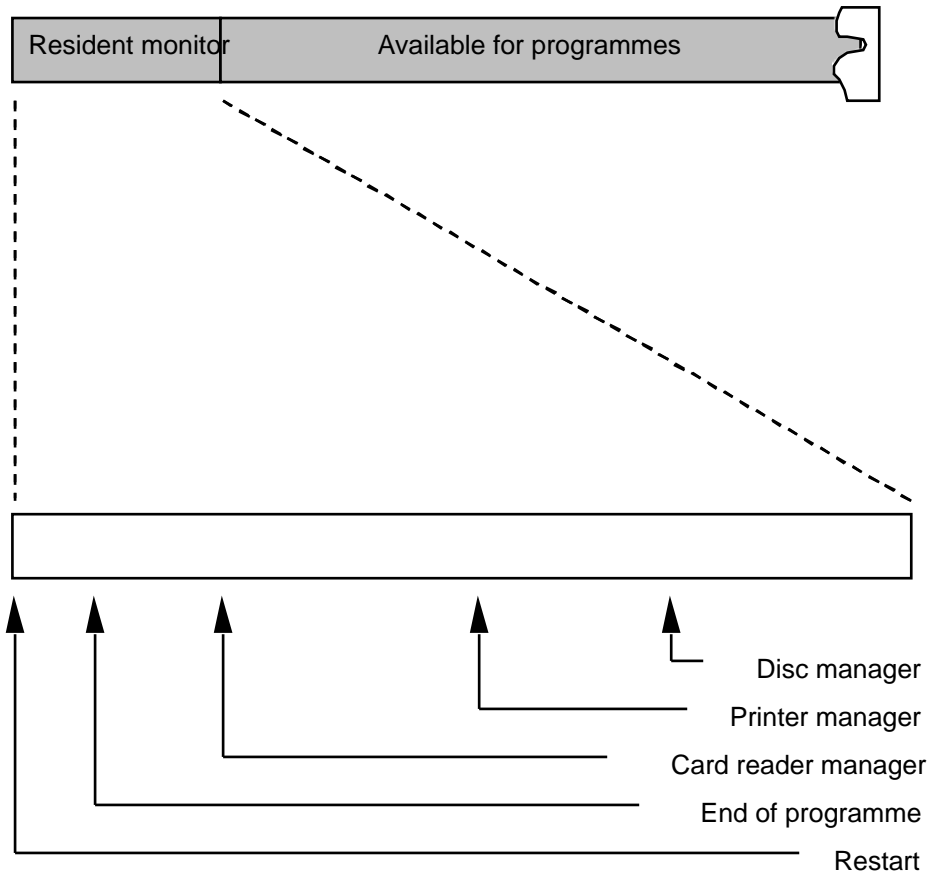 Resident monitor
Available for programmes
Disc manager
Printer manager
Card reader manager
End of programme
Restart